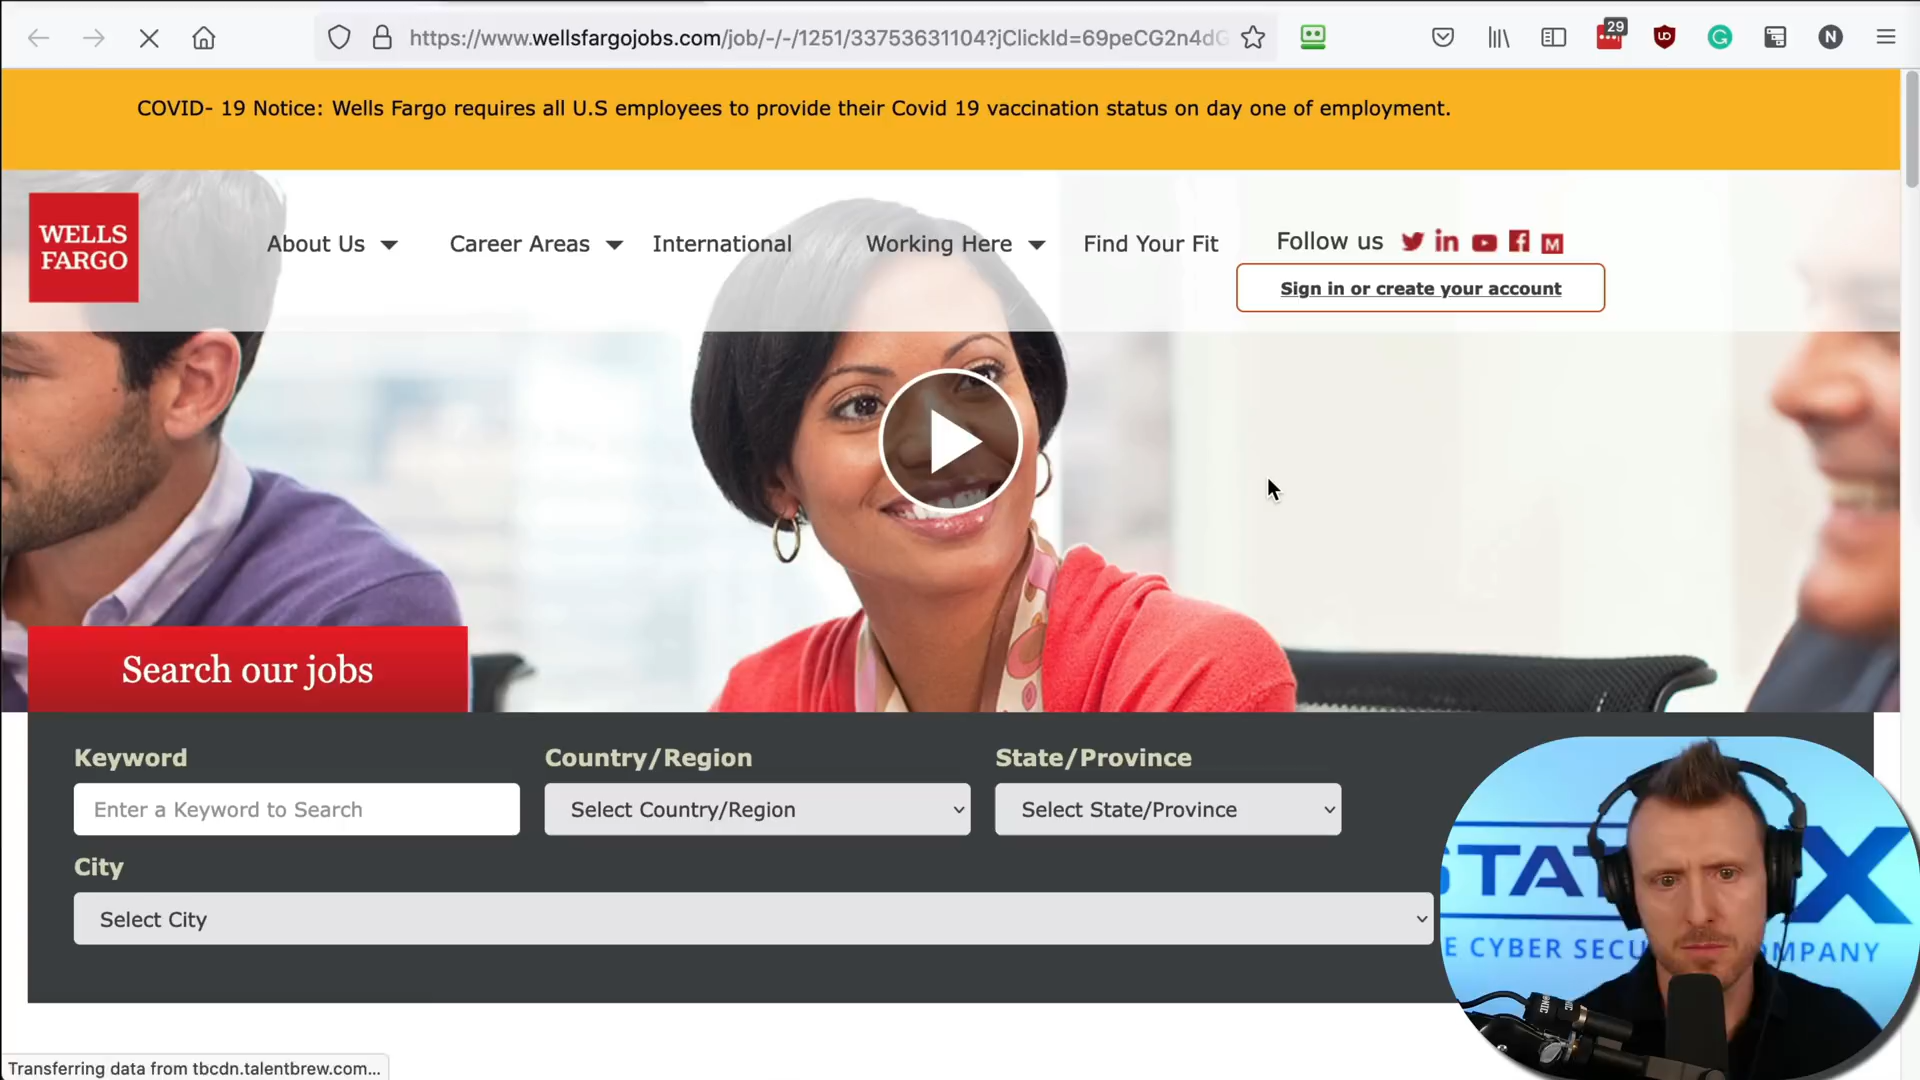 https://www.wellsfargojobs.com/job/-/-/1251/33753631104?jClickId=69peCG2n4dG
29
N
COVID- 19 Notice: Wells Fargo requires all U.S employees to provide their Covid 19 vaccination status on day one of employment.
WELLS
FARGO
About Us
Career Areas
International
Working Here
Find Your Fit
Follow us
Sign in or create your account
Search our jobs
Keyword
Country/Region
State/Province
Enter a Keyword to Search
Select Country/Region
Select State/Province
City
Select City
STAT X
E CYBER SECU OMPANY
Transferring data from tbcdn.talentbrew.com...